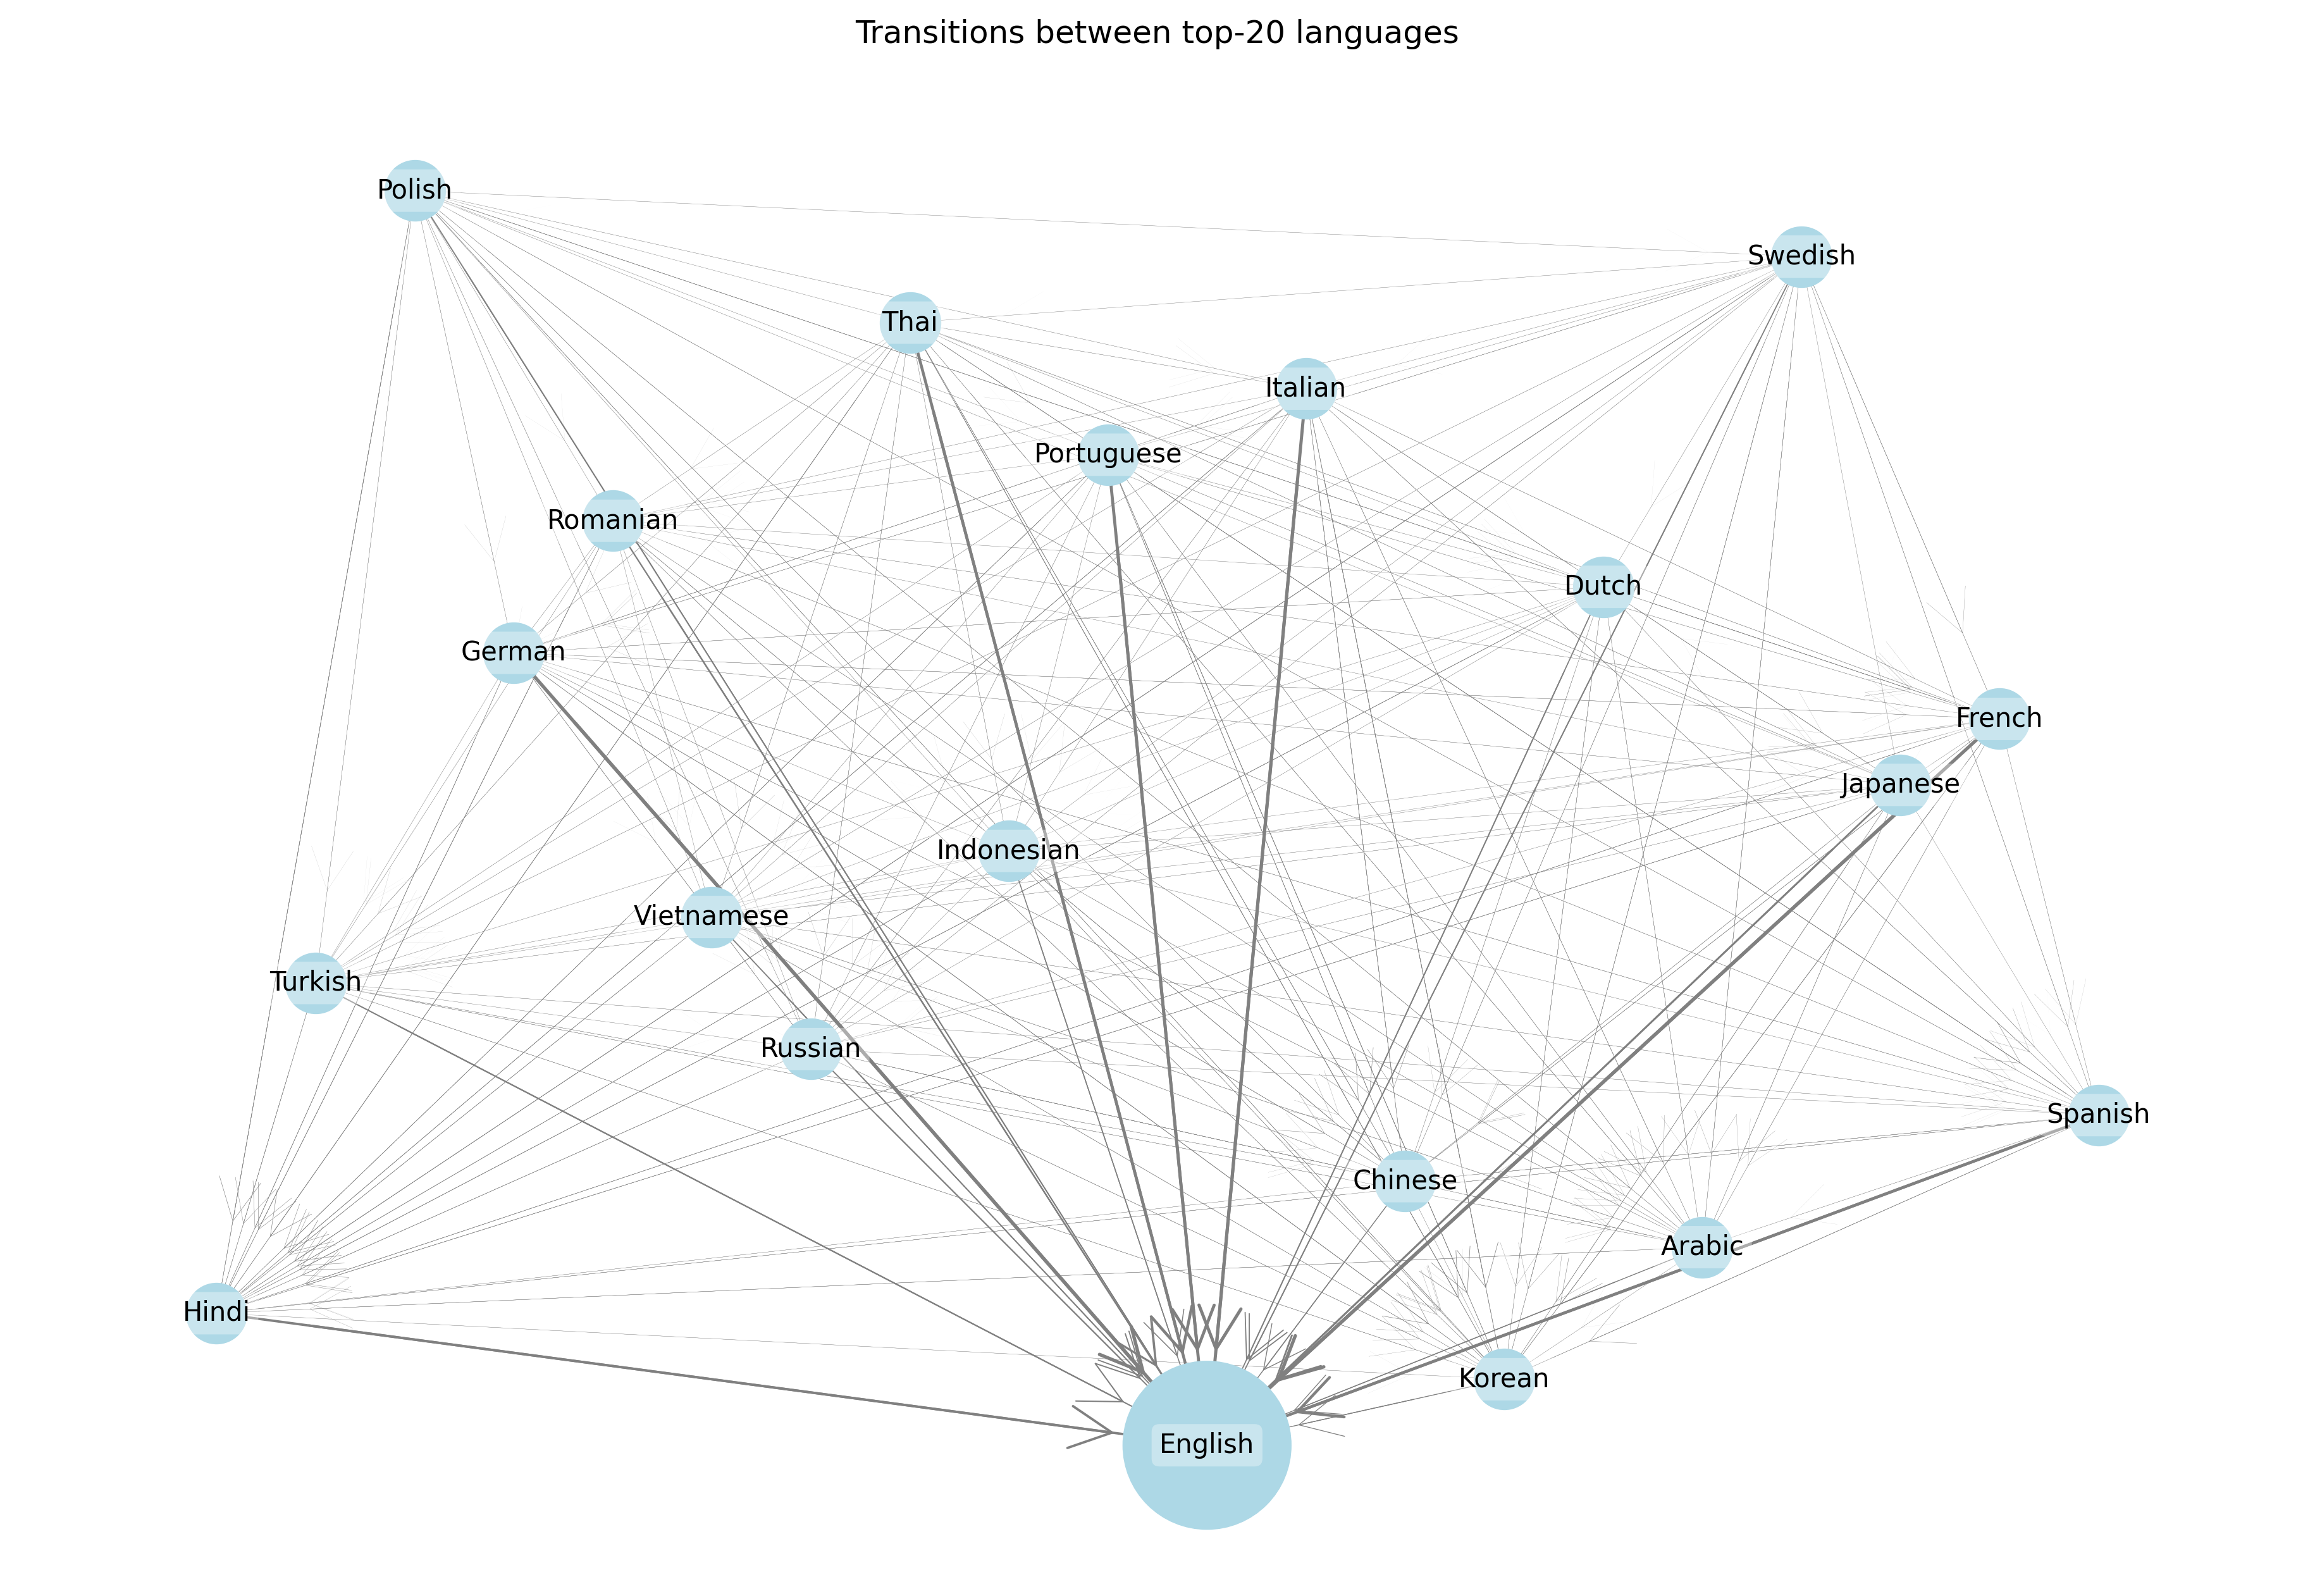 Transitions between top-20 languages
Polish
Swedish
Thai
Italian
Portuguese
Romanian
Dutch
German
French
Japanese
Indonesian
Vietnamese
Turkish
Russian
Spanish
Chinese
Arabic
Hindi
Korean
English